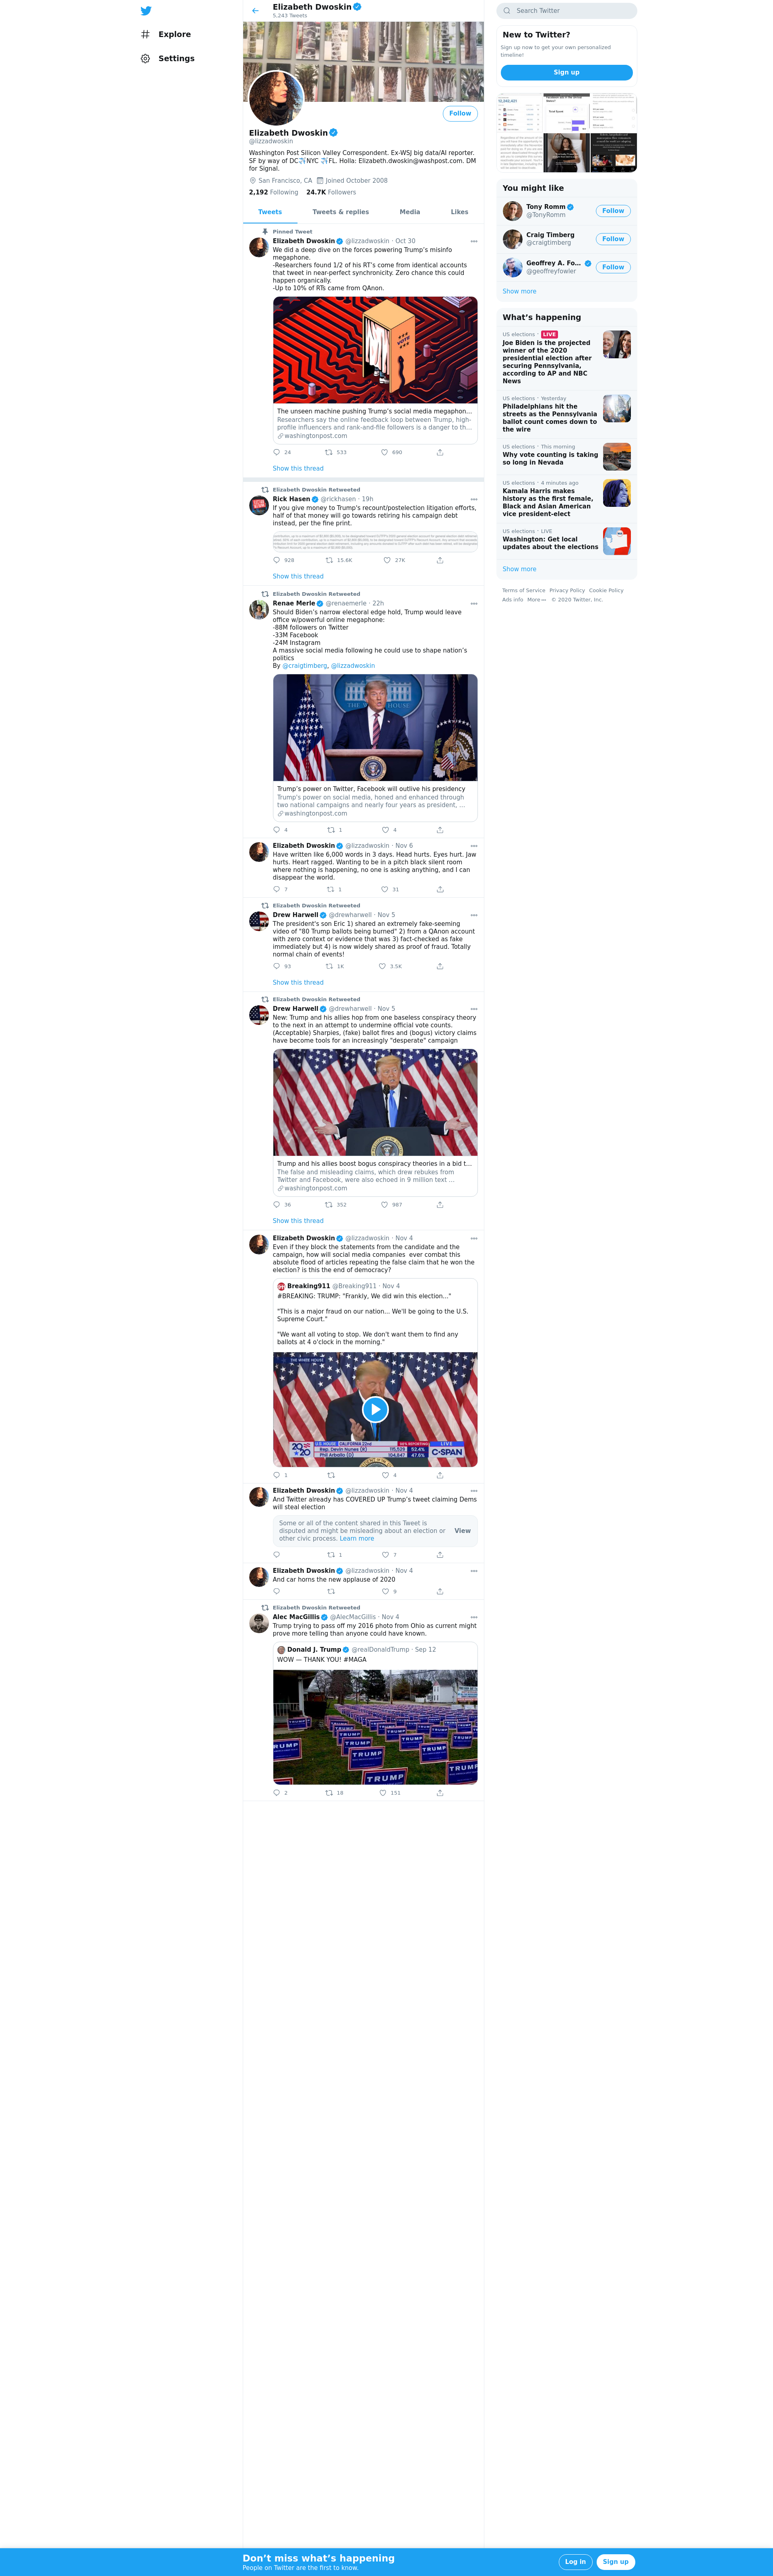 Explore
Settings
Elizabeth Dwoskin
5,243 Tweets
Follow
Elizabeth Dwoskin
@lizzadwoskin
Washington Post Silicon Valley Correspondent. Ex-WSJ big data/AI reporter.
SF by way of DC✈️NYC ✈️FL. Holla: Elizabeth.dwoskin@washpost.com. DM
for Signal.
San Francisco, CA Joined October 2008
2,192 Following 24.7K Followers
Tweets Tweets & replies Media Likes
Pinned Tweet
Elizabeth Dwoskin @lizzadwoskin · Oct 30
We did a deep dive on the forces powering Trump’s misinfo
megaphone.
-Researchers found 1/2 of his RT’s come from identical accounts
that tweet in near-perfect synchronicity. Zero chance this could
happen organically.
-Up to 10% of RTs came from QAnon.
VOTE
The unseen machine pushing Trump’s social media megaphon...
Researchers say the online feedback loop between Trump, high-
profile influencers and rank-and-file followers is a danger to th...
washingtonpost.com
24 533 690
Show this thread
Elizabeth Dwoskin Retweeted
Rick Hasen @rickhasen · 19h
If you give money to Trump’s recount/postelection litigation efforts,
half of that money will go towards retiring his campaign debt
instead, per the fine print.
928 15.6K 27K
Show this thread
Elizabeth Dwoskin Retweeted
Renae Merle @renaemerle · 22h
Should Biden’s narrow electoral edge hold, Trump would leave
office w/powerful online megaphone:
-88M followers on Twitter
-33M Facebook
-24M Instagram
A massive social media following he could use to shape nation’s
politics
By @craigtimberg, @lizzadwoskin
Trump’s power on Twitter, Facebook will outlive his presidency
Trump’s power on social media, honed and enhanced through
two national campaigns and nearly four years as president, ...
washingtonpost.com
4 1 4
Elizabeth Dwoskin @lizzadwoskin · Nov 6
Have written like 6,000 words in 3 days. Head hurts. Eyes hurt. Jaw
hurts. Heart ragged. Wanting to be in a pitch black silent room
where nothing is happening, no one is asking anything, and I can
disappear the world.
7 1 31
Elizabeth Dwoskin Retweeted
Drew Harwell @drewharwell · Nov 5
The president's son Eric 1) shared an extremely fake-seeming
video of "80 Trump ballots being burned" 2) from a QAnon account
with zero context or evidence that was 3) fact-checked as fake
immediately but 4) is now widely shared as proof of fraud. Totally
normal chain of events!
93 1K 3.5K
Show this thread
Elizabeth Dwoskin Retweeted
Drew Harwell @drewharwell · Nov 5
New: Trump and his allies hop from one baseless conspiracy theory
to the next in an attempt to undermine official vote counts.
(Acceptable) Sharpies, (fake) ballot fires and (bogus) victory claims
have become tools for an increasingly "desperate" campaign
Trump and his allies boost bogus conspiracy theories in a bid t...
The false and misleading claims, which drew rebukes from
Twitter and Facebook, were also echoed in 9 million text ...
washingtonpost.com
36 352 987
Show this thread
Elizabeth Dwoskin @lizzadwoskin · Nov 4
Even if they block the statements from the candidate and the
campaign, how will social media companies ever combat this
absolute flood of articles repeating the false claim that he won the
election? is this the end of democracy?
Breaking911 @Breaking911 · Nov 4
#BREAKING: TRUMP: "Frankly, We did win this election..."
"This is a major fraud on our nation... We'll be going to the U.S.
Supreme Court."
"We want all voting to stop. We don't want them to find any
ballots at 4 o'clock in the morning."
THE WHITE HOUSE
2020 U.S. HOUSE CALIFORNIA 22nd LIVE
Rep. Devin Nunes (R) 115,509 52.4%
Phil Arballo (D) 104,647 47.6% C-SPAN
1 4
Elizabeth Dwoskin @lizzadwoskin · Nov 4
And Twitter already has COVERED UP Trump’s tweet claiming Dems
will steal election
Some or all of the content shared in this Tweet is
disputed and might be misleading about an election or
other civic process. Learn more
View
1 7
Elizabeth Dwoskin @lizzadwoskin · Nov 4
And car horns the new applause of 2020
9
Elizabeth Dwoskin Retweeted
Alec MacGillis @AlecMacGillis · Nov 4
Trump trying to pass off my 2016 photo from Ohio as current might
prove more telling than anyone could have known.
Donald J. Trump @realDonaldTrump · Sep 12
WOW — THANK YOU! #MAGA
TRUMP
TRUMP
TRUMP
TRUMP
2 18 151
Search Twitter
New to Twitter?
Sign up now to get your own personalized
timeline!
Sign up
You might like
Tony Romm
@TonyRomm
Follow
Craig Timberg
@craigtimberg
Follow
Geoffrey A. Fo...
@geoffreyfowler
Follow
Show more
What’s happening
US elections · LIVE
Joe Biden is the projected
winner of the 2020
presidential election after
securing Pennsylvania,
according to AP and NBC
News
US elections · Yesterday
Philadelphians hit the
streets as the Pennsylvania
ballot count comes down to
the wire
US elections · This morning
Why vote counting is taking
so long in Nevada
US elections · 4 minutes ago
Kamala Harris makes
history as the first female,
Black and Asian American
vice president-elect
US elections · LIVE
Washington: Get local
updates about the elections
Show more
Terms of Service Privacy Policy Cookie Policy
Ads info More © 2020 Twitter, Inc.
Don’t miss what’s happening
People on Twitter are the first to know.
Log in
Sign up